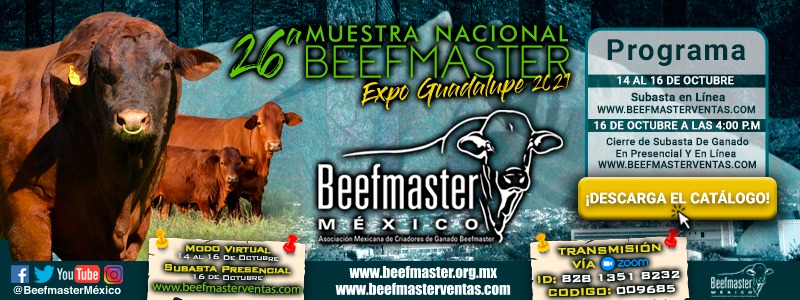 26a MUESTRA NACIONAL
BEEFMASTER
Expo Guadalupe 2021
Beefmaster
MÉXICO
Asociación Mexicana de Criadores de Ganado Beefmaster
Programa
14 AL 16 DE OCTUBRE
Subasta en Línea
WWW.BEEFMASTERVENTAS.COM
16 DE OCTUBRE A LAS 4:00 P.M
Cierre de Subasta De Ganado
En Presencial Y En Línea
WWW.BEEFMASTERVENTAS.COM
¡DESCARGA EL CATÁLOGO!
You Tube
@BeefmasterMéxico
MODO VIRTUAL
14 AL 16 DE OCTUBRE
SUBASTA PRESENCIAL
16 DE OCTUBRE
www.beefmasterventas.com
www.beefmaster.org.mx
www.beefmasterventas.com
TRANSMISIÓN
VÍA zoom
ID: 828 1351 8232
CODIGO: 009685
Beefmaster
MÉXICO